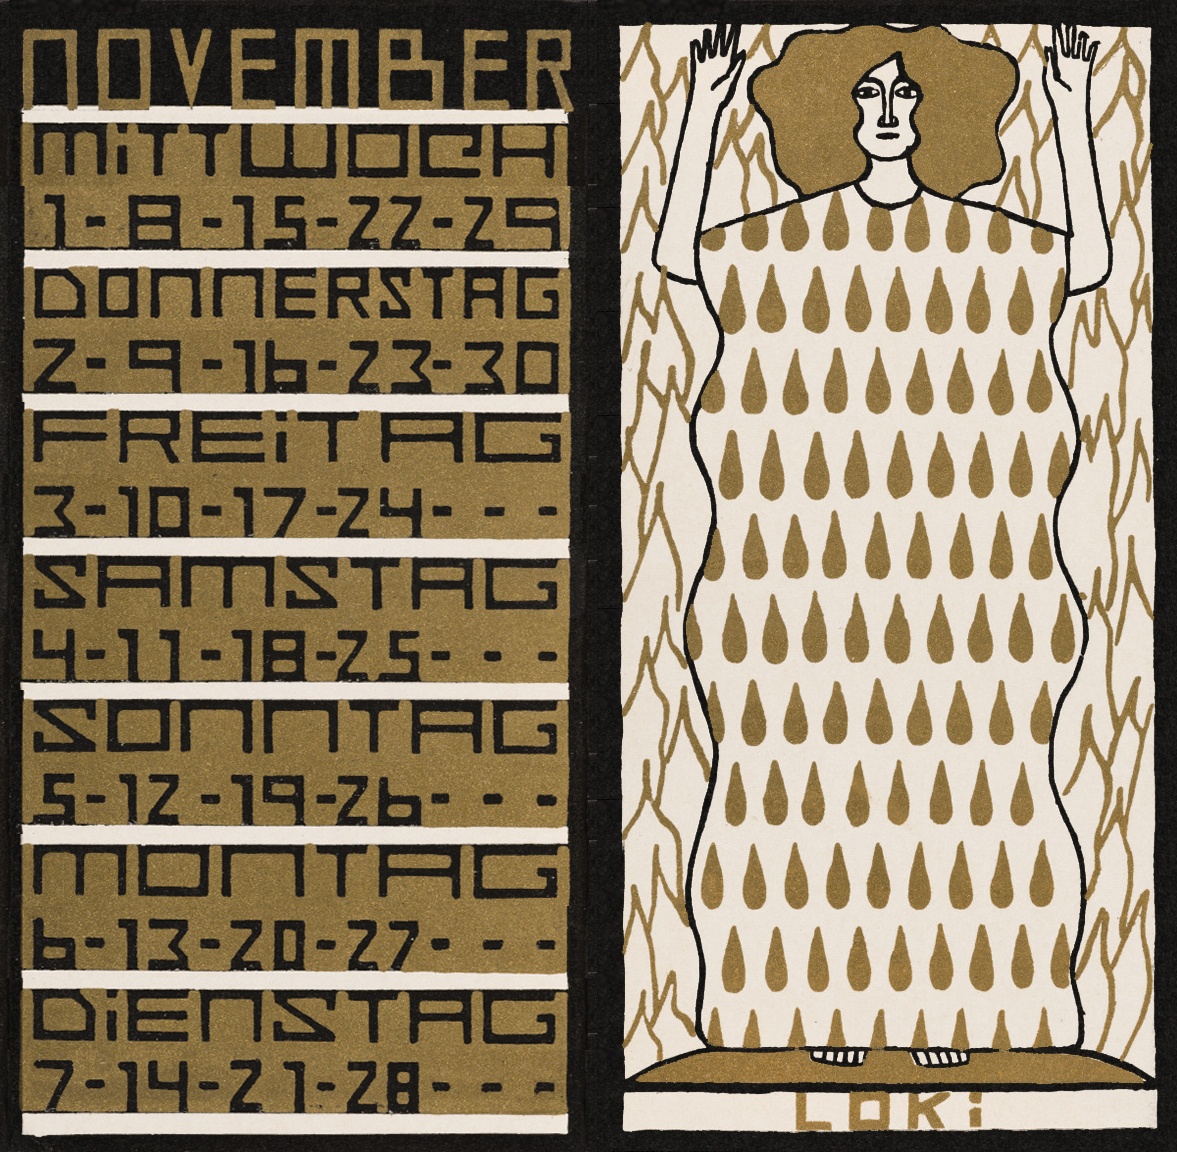 NOVEMBER
MiTTWOCH
1-8-15-22-29
DONNERSTAG
2-9-16-23-30
FREiTAG
3-10-17-24- - -
SAMSTAG
4-11-18-25- - -
SONNTAG
5-12-19-26- - -
MONTAG
6-13-20-27- - -
DiENSTAG
7-14-21-28- - -
LOKi